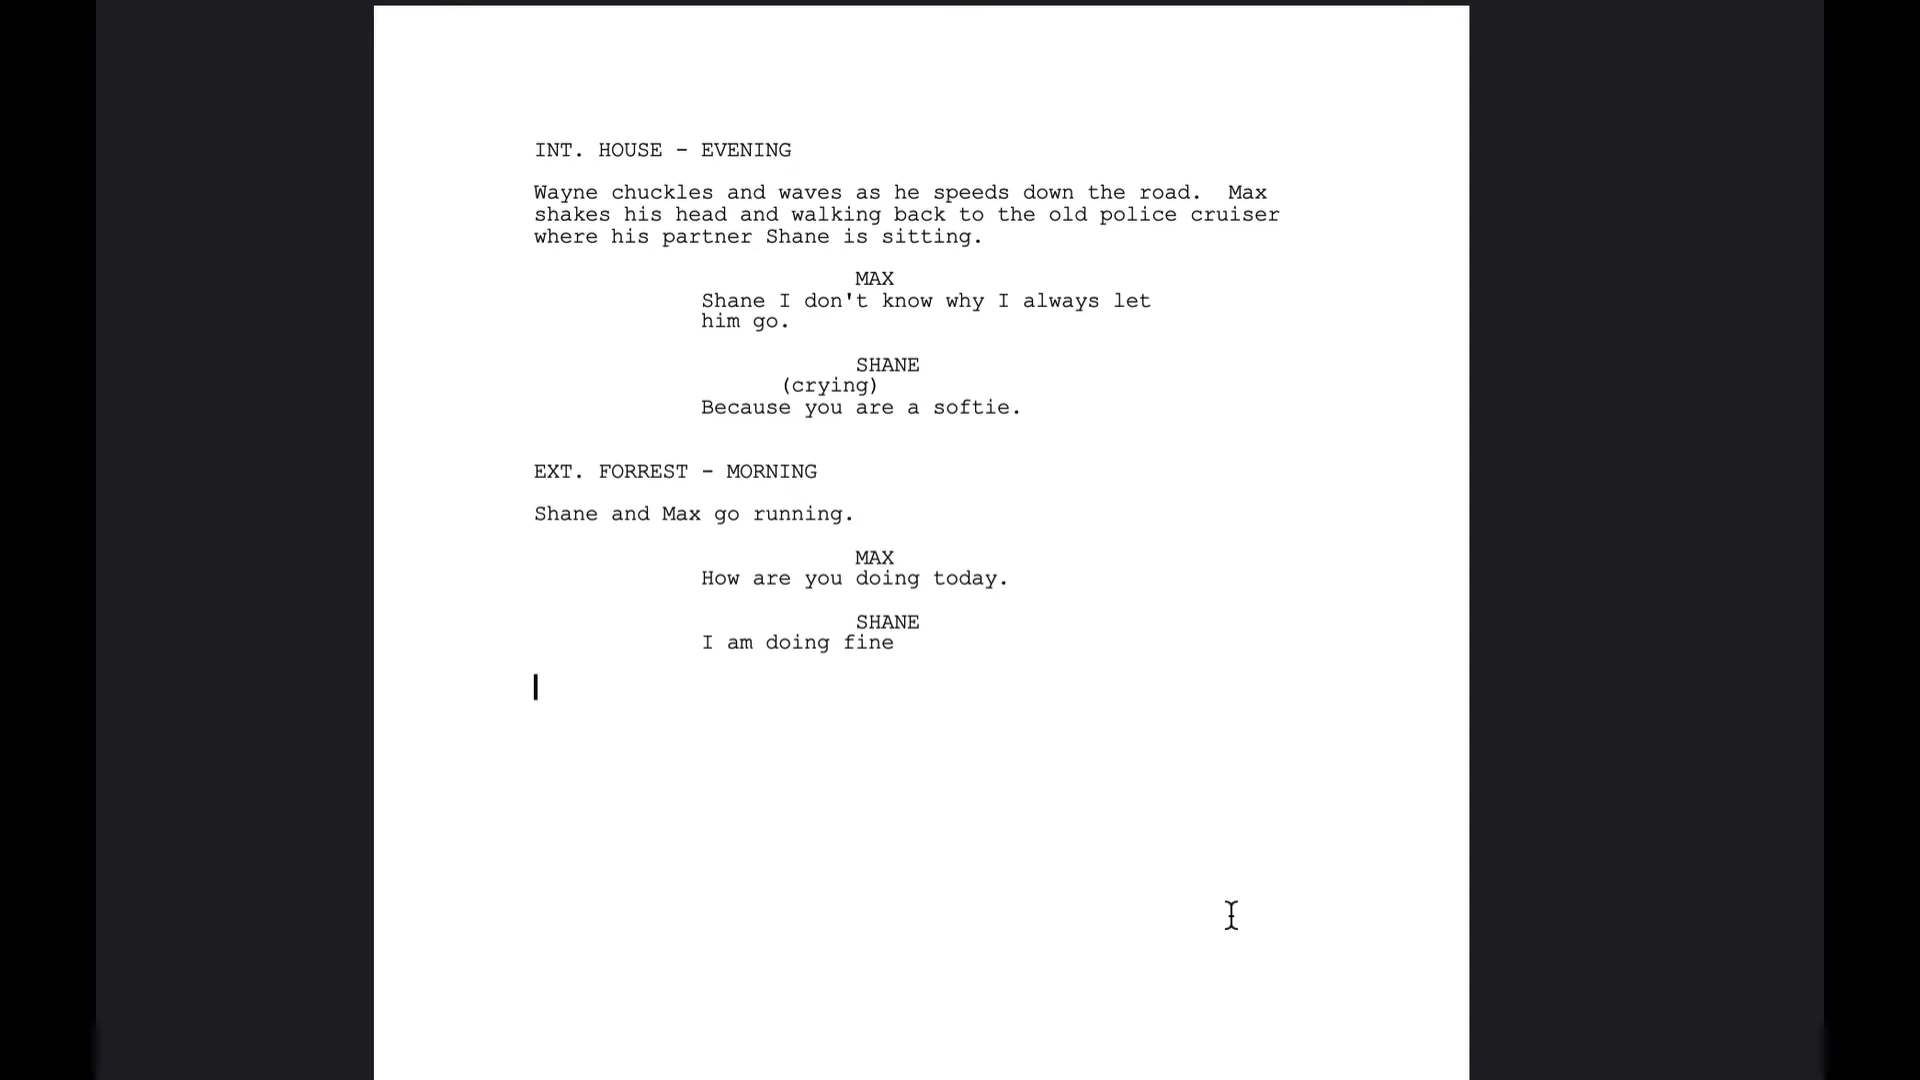 INT. HOUSE - EVENING
Wayne chuckles and waves as he speeds down the road.  Max
shakes his head and walking back to the old police cruiser
where his partner Shane is sitting.
MAX
Shane I don't know why I always let
him go.
SHANE
(crying)
Because you are a softie.
EXT. FORREST - MORNING
Shane and Max go running.
MAX
How are you doing today.
SHANE
I am doing fine